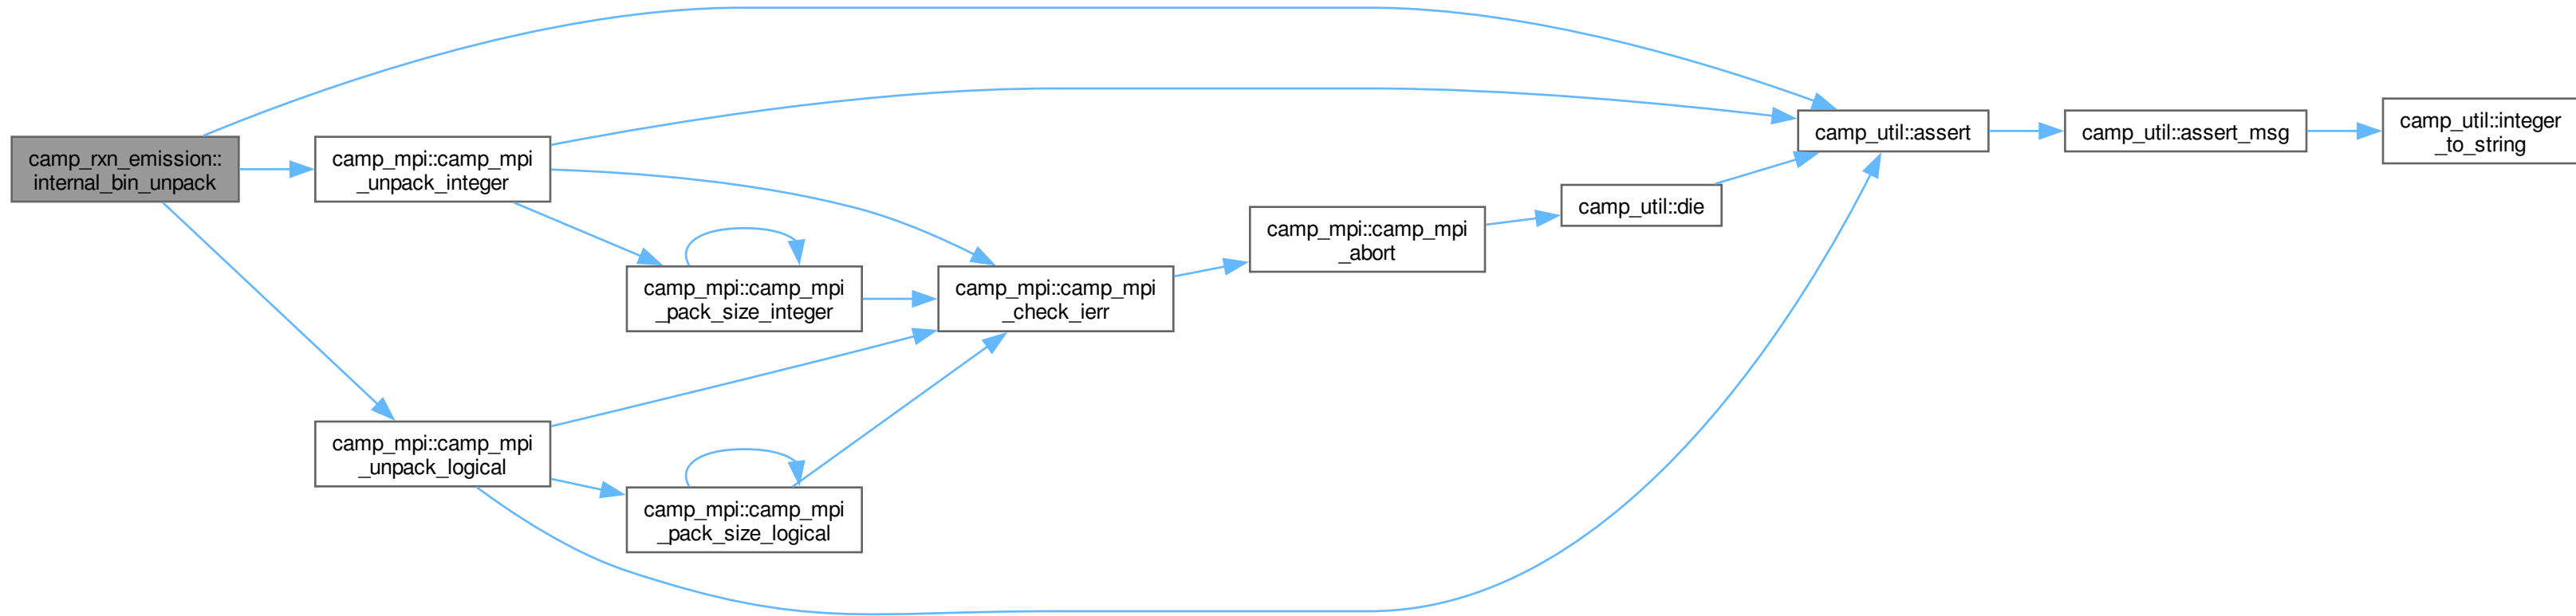 camp_rxn_emission::
internal_bin_unpack
camp_mpi::camp_mpi
_unpack_integer
camp_mpi::camp_mpi
_unpack_logical
camp_mpi::camp_mpi
_pack_size_integer
camp_mpi::camp_mpi
_pack_size_logical
camp_mpi::camp_mpi
_check_ierr
camp_mpi::camp_mpi
_abort
camp_util::die
camp_util::assert
camp_util::assert_msg
camp_util::integer
_to_string